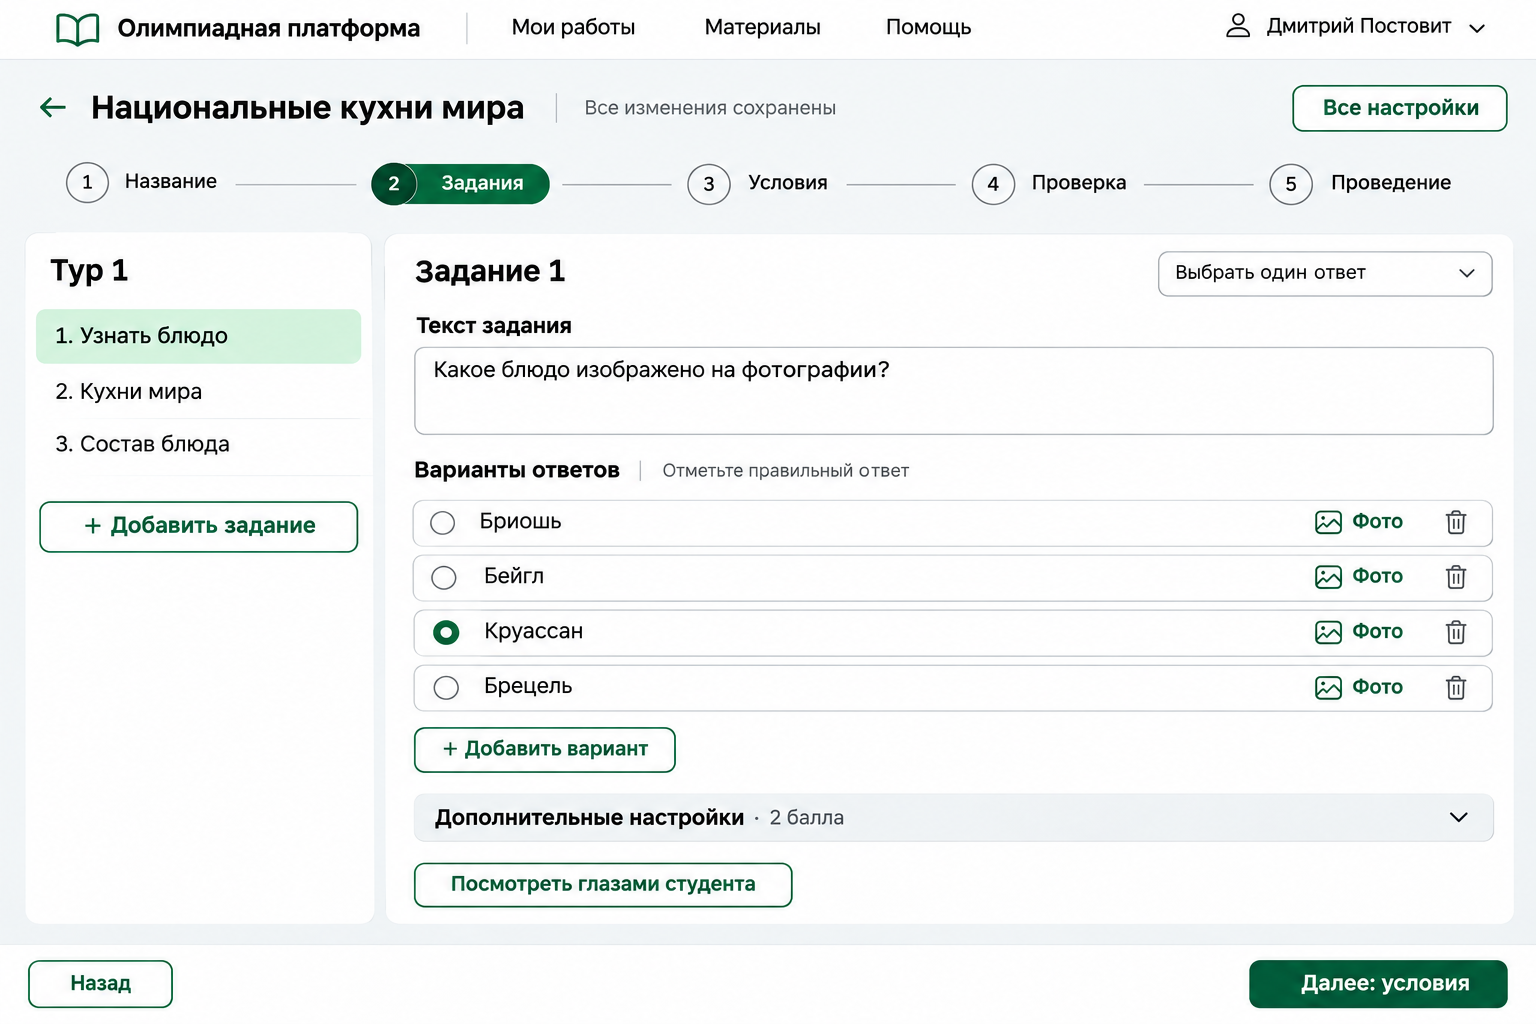 Олимпиадная платформа
Мои работы
Материалы
Помощь
Дмитрий Постовит
Национальные кухни мира
Все изменения сохранены
Все настройки
1 Название
2 Задания
3 Условия
4 Проверка
5 Проведение
Тур 1
1. Узнать блюдо
2. Кухни мира
3. Состав блюда
+ Добавить задание
Задание 1
Выбрать один ответ
Текст задания
Какое блюдо изображено на фотографии?
Варианты ответов
Отметьте правильный ответ
Бриошь
Фото
Бейгл
Фото
Круассан
Фото
Брецель
Фото
+ Добавить вариант
Дополнительные настройки · 2 балла
Посмотреть глазами студента
Назад
Далее: условия